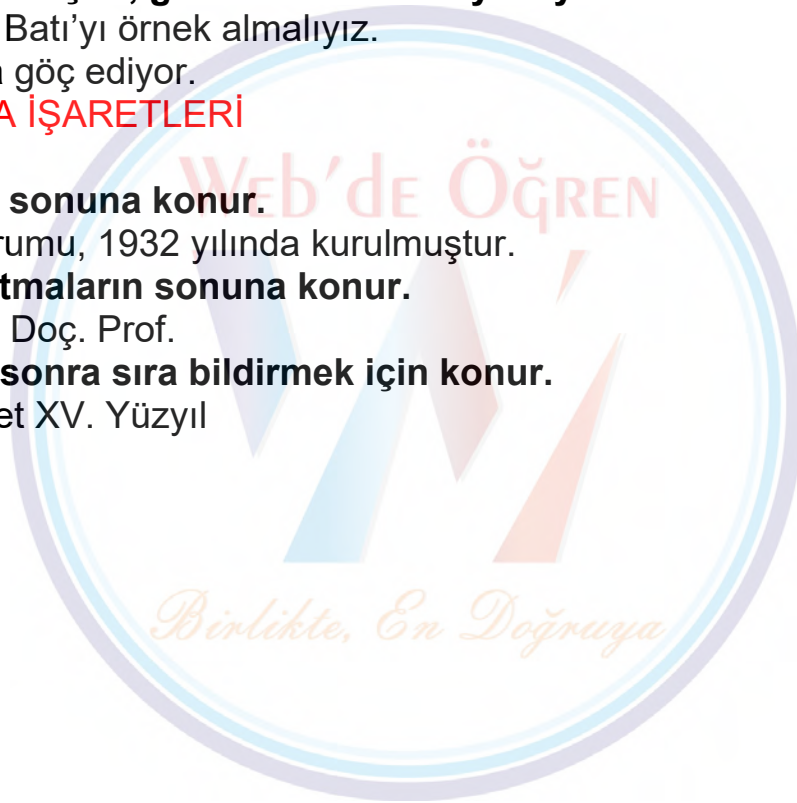 Batı’yı örnek almalıyız.
göç ediyor.
İŞARETLERİ
Web’de Öğren
sonuna konur.
rumu, 1932 yılında kurulmuştur.
tmaların sonuna konur.
Doç. Prof.
sonra sıra bildirmek için konur.
et XV. Yüzyıl
Birlikte, En Doğruya